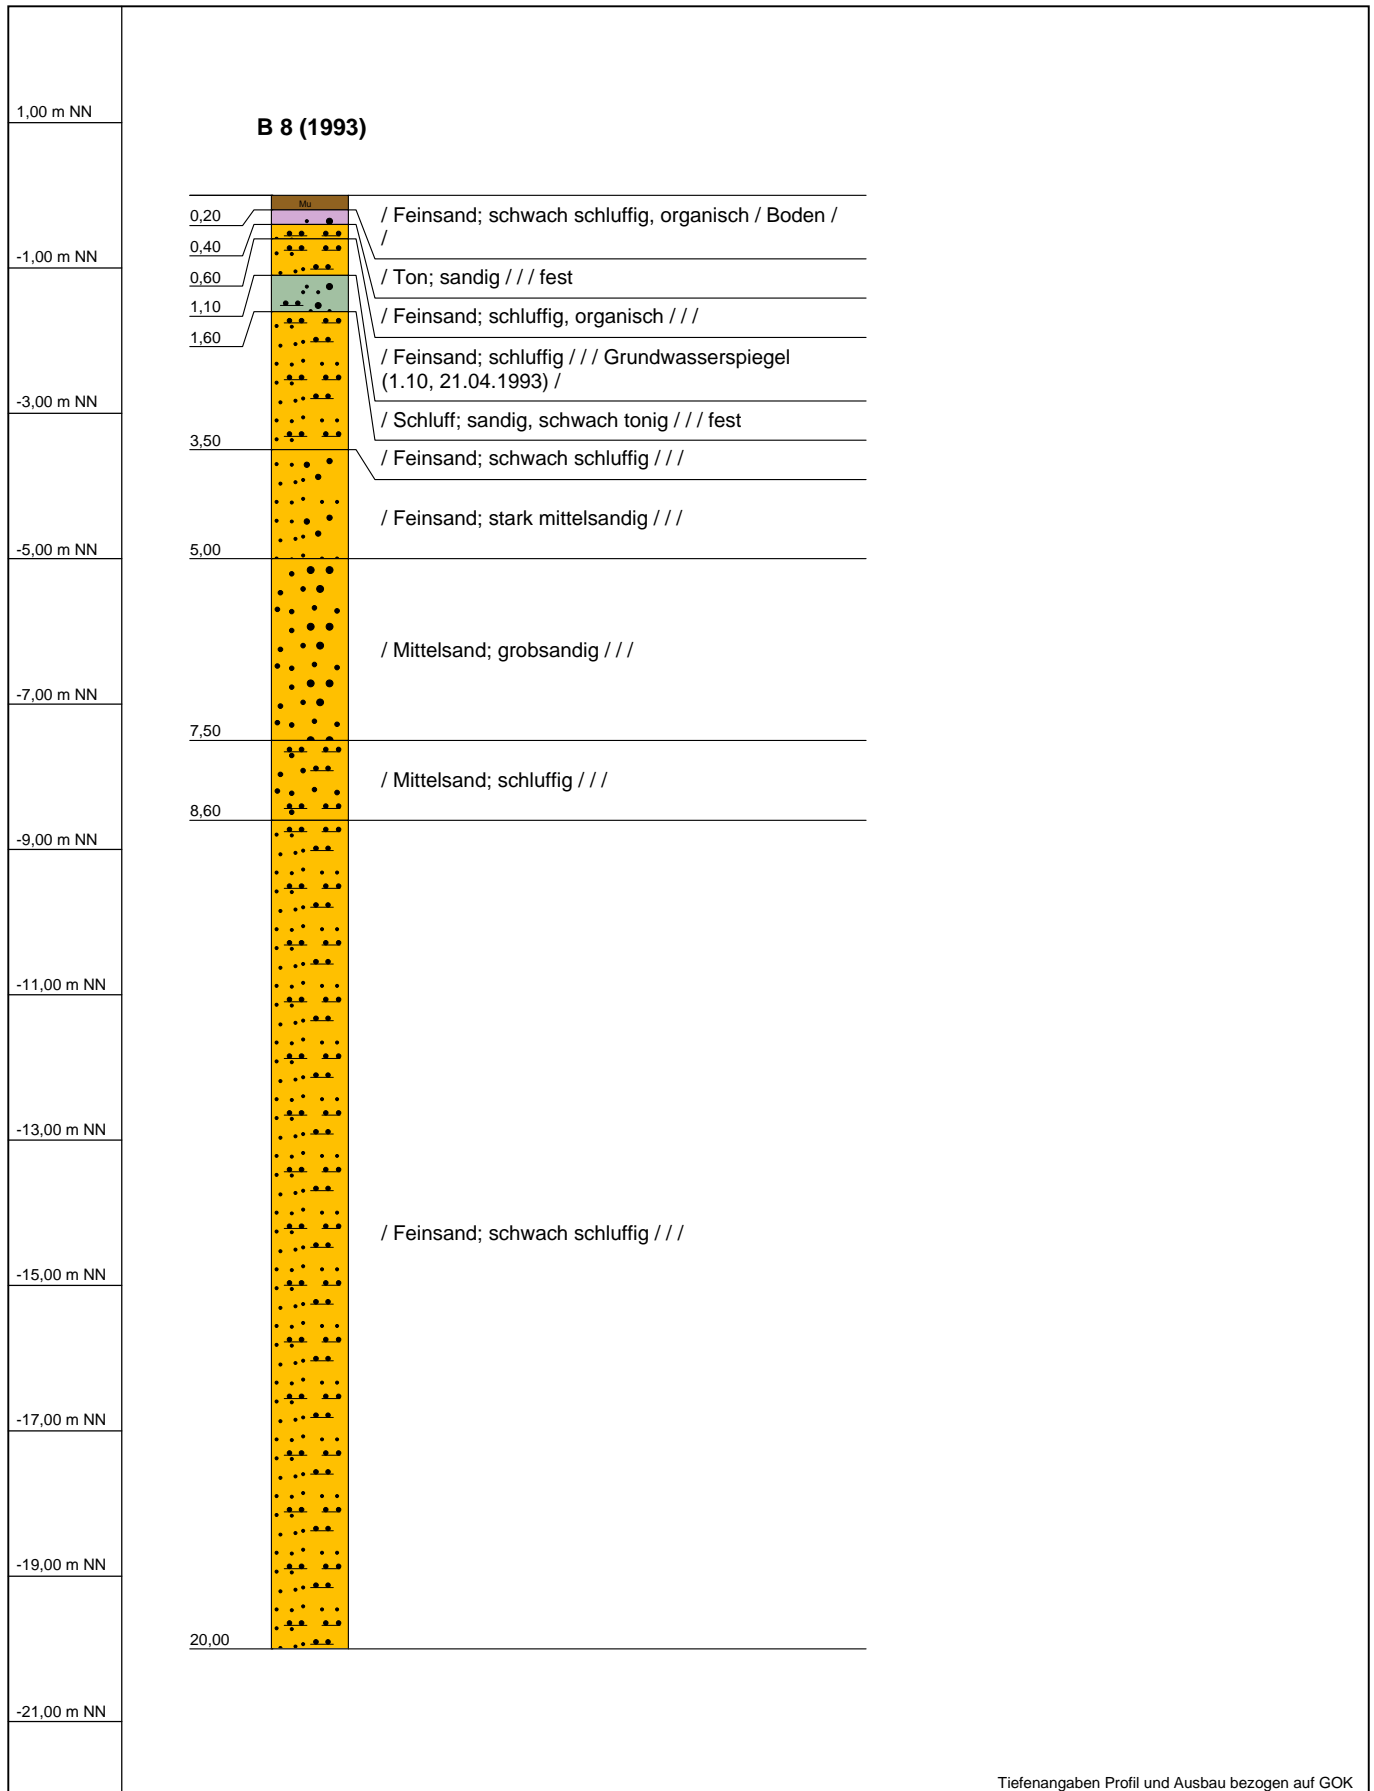 1,00 m NN
B 8 (1993)
Mu
0,20
/ Feinsand; schwach schluffig, organisch / Boden /
/
0,40
-1,00 m NN
0,60
/ Ton; sandig / / / fest
1,10
/ Feinsand; schluffig, organisch / / /
1,60
/ Feinsand; schluffig / / / Grundwasserspiegel
(1.10, 21.04.1993) /
-3,00 m NN
/ Schluff; sandig, schwach tonig / / / fest
3,50
/ Feinsand; schwach schluffig / / /
/ Feinsand; stark mittelsandig / / /
-5,00 m NN
5,00
/ Mittelsand; grobsandig / / /
-7,00 m NN
7,50
/ Mittelsand; schluffig / / /
8,60
-9,00 m NN
-11,00 m NN
-13,00 m NN
/ Feinsand; schwach schluffig / / /
-15,00 m NN
-17,00 m NN
-19,00 m NN
20,00
-21,00 m NN
Tiefenangaben Profil und Ausbau bezogen auf GOK